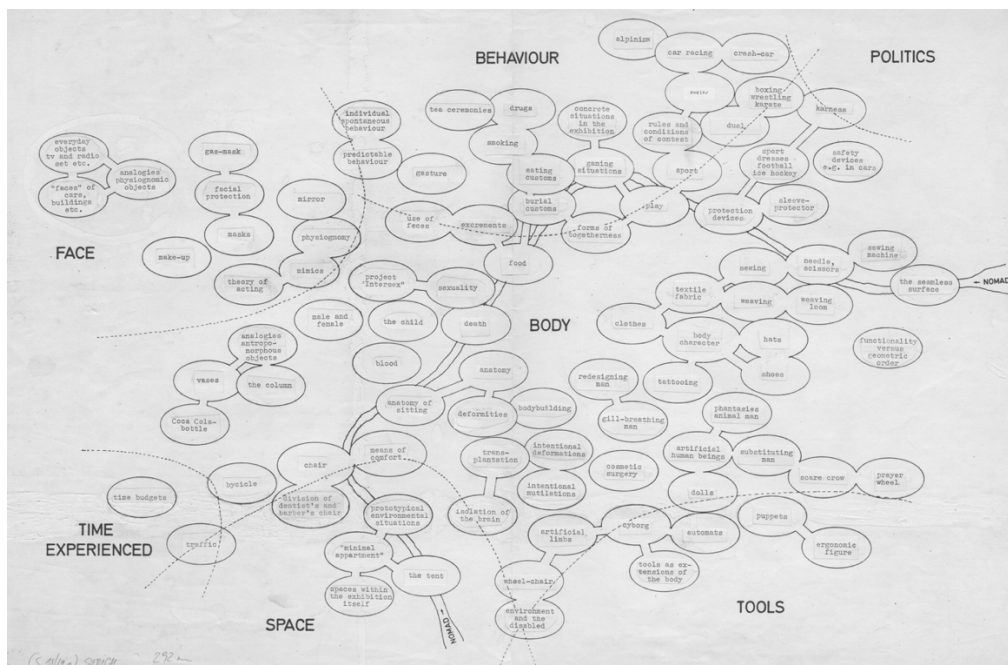 BEHAVIOUR
POLITICS
FACE
BODY
TIME
EXPERIENCED
SPACE
TOOLS
alpinism
car racing
crash-car
boxing
wrestling
karate
harness
duel
rules and
conditions
of contest
sport
sport
dresses
football
ice hockey
safety
devices
e.g. in cars
sleeve-
protector
protection
devices
tea ceremonies
drugs
smoking
concrete
situations
in the
exhibition
eating
customs
gaming
situations
burial
customs
play
forms of
togetherness
individual
spontaneous
behaviour
predictable
behaviour
gasture
use of
feces
excrements
food
everyday
objects
tv and radio
set etc.
analogies
physiognomic
objects
"faces" of
cars,
buildings
etc.
gas-mask
facial
protection
masks
make-up
mirror
physiognomy
mimics
theory of
acting
project
"Intersex"
sexuality
male and
female
the child
death
blood
sewing
needle,
scissors
sewing
machine
the seamless
surface
← NOMAD
textile
fabric
weaving
weaving
loom
clothes
body
character
hats
shoes
tattooing
functionality
versus
geometric
order
analogies
antropo-
morphous
objects
vases
the column
Coca Cola-
bottle
anatomy
anatomy of
sitting
deformities
bodybuilding
redesigning
man
gill-breathing
man
phantasies
animal man
artificial
human beings
substituting
man
scare crow
prayer
wheel
trans-
plantation
intentional
deformations
intentional
mutilations
cosmetic
surgery
isolation of
the brain
dolls
puppets
ergonomic
figure
chair
means of
comfort
division of
dentist's and
barber's chair
prototypical
environmental
situations
time budgets
bycicle
traffic
"minimal
appartment"
the tent
spaces within
the exhibition
itself
← NOMAD
artificial
limbs
cyborg
automats
tools as ex-
tensions of
the body
wheel-chair
environment
and the
disabled